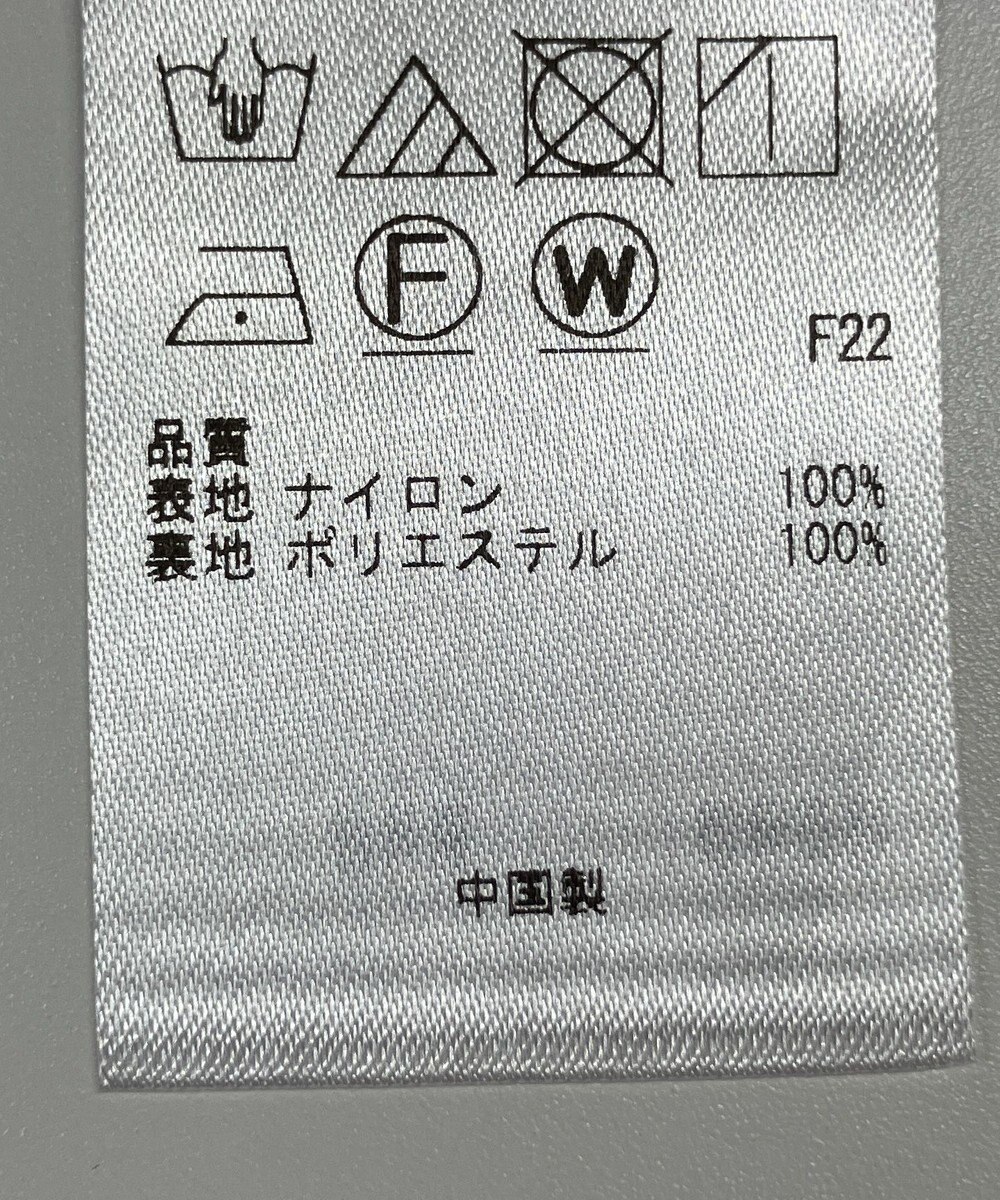 F W
F22
品質
表地 ナイロン 100%
裏地 ポリエステル 100%
中国製